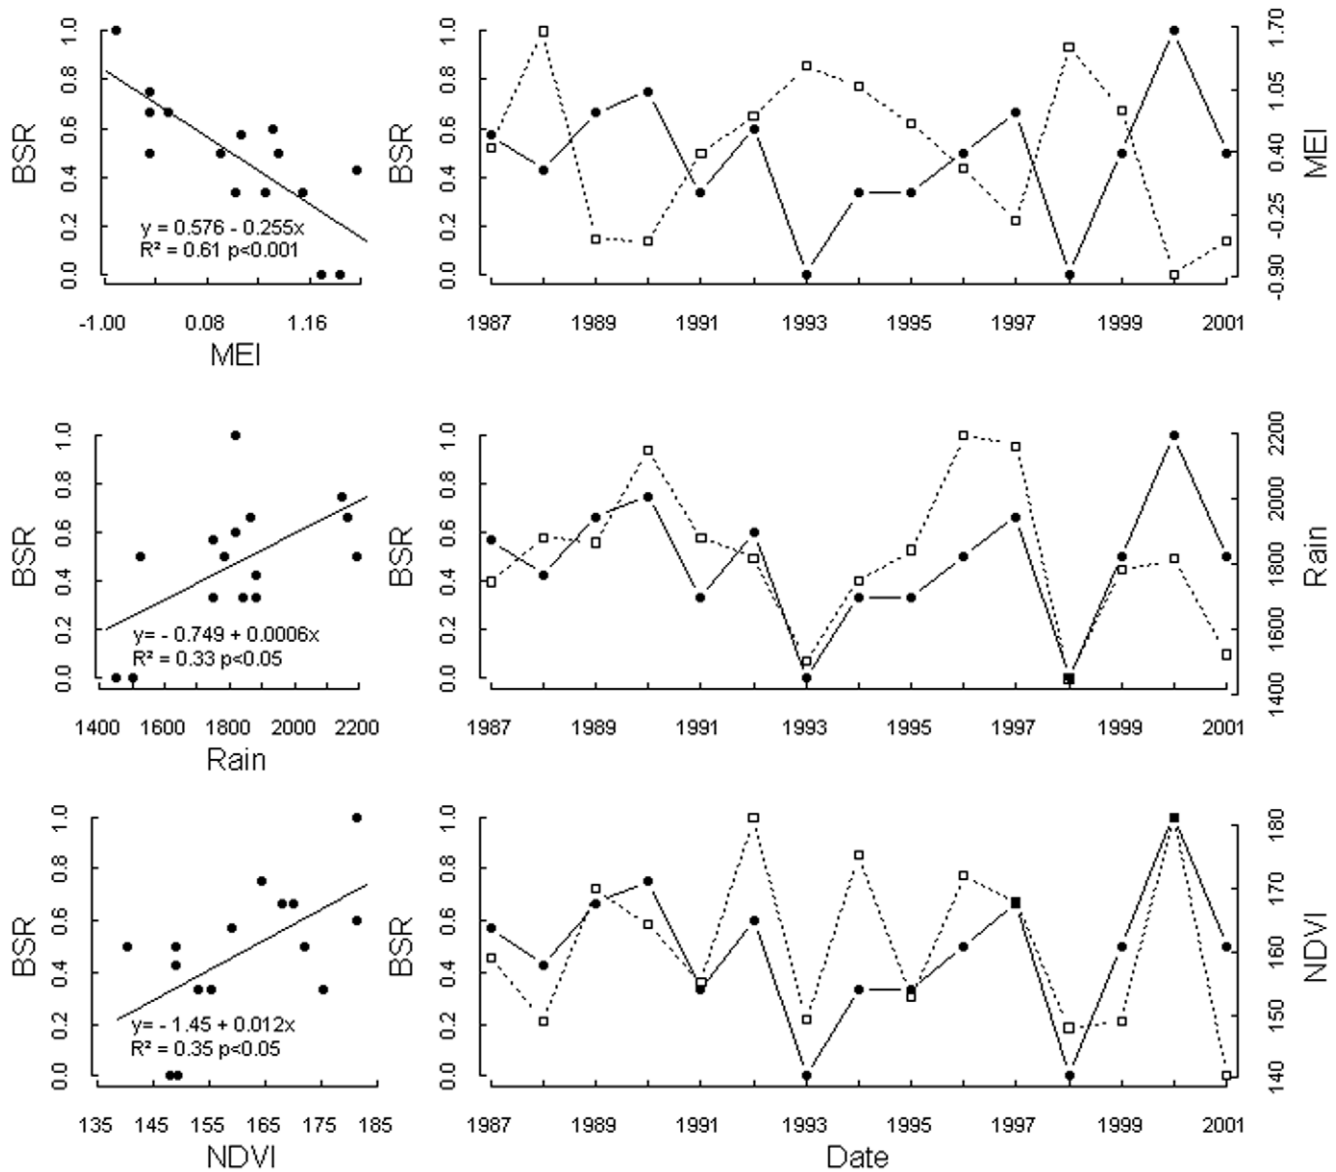 BSR
0.0 0.2 0.4 0.6 0.8 1.0
y = 0.576 - 0.255x
R² = 0.61 p<0.001
-1.00 0.08 1.16
MEI
BSR
0.0 0.2 0.4 0.6 0.8 1.0
1987 1989 1991 1993 1995 1997 1999 2001
-0.90 -0.25 0.40 1.05 1.70
MEI
BSR
0.0 0.2 0.4 0.6 0.8 1.0
y= - 0.749 + 0.0006x
R² = 0.33 p<0.05
1400 1600 1800 2000 2200
Rain
BSR
0.0 0.2 0.4 0.6 0.8 1.0
1987 1989 1991 1993 1995 1997 1999 2001
1400 1600 1800 2000 2200
Rain
BSR
0.0 0.2 0.4 0.6 0.8 1.0
y= - 1.45 + 0.012x
R² = 0.35 p<0.05
135 145 155 165 175 185
NDVI
BSR
0.0 0.2 0.4 0.6 0.8 1.0
1987 1989 1991 1993 1995 1997 1999 2001
Date
140 150 160 170 180
NDVI